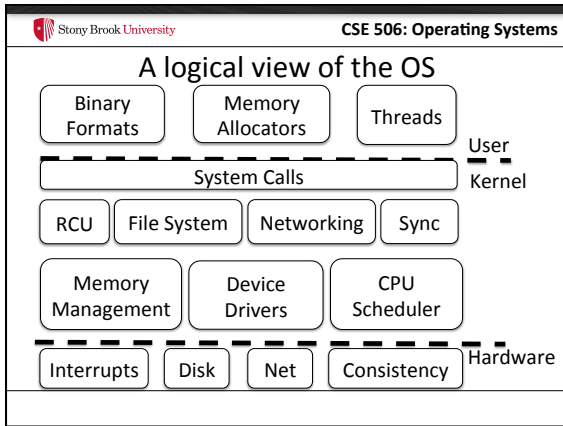 Stony Brook University
CSE 506: Operating Systems
A logical view of the OS
Binary
Formats
Memory
Allocators
Threads
User
System Calls
Kernel
RCU
File System
Networking
Sync
Memory
Management
Device
Drivers
CPU
Scheduler
Hardware
Interrupts
Disk
Net
Consistency